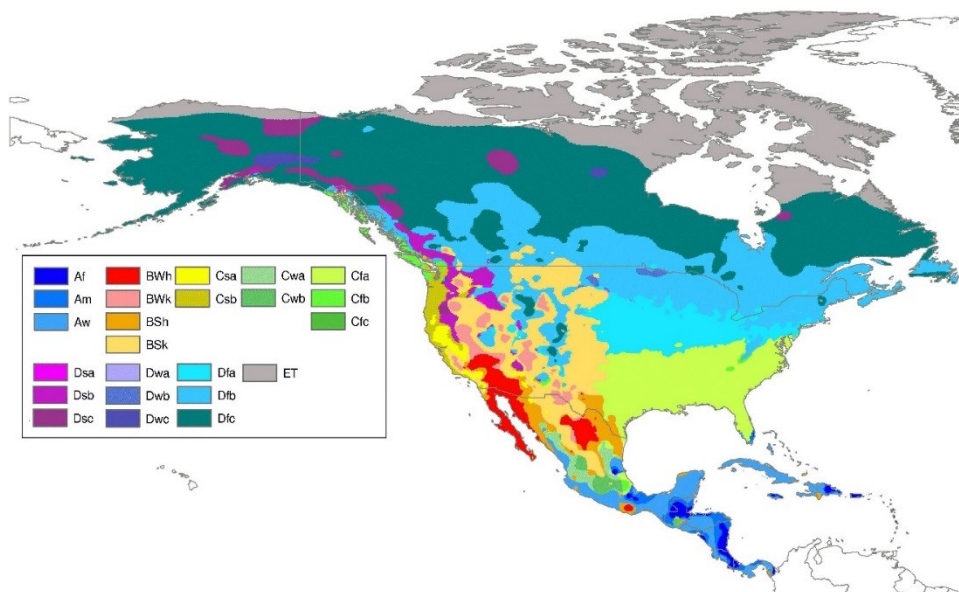 Af BWh Csa Cwa Cfa
Am BWk Csb Cwb Cfb
Aw BSh Cfc
BSk
Dsa Dwa Dfa ET
Dsb Dwb Dfb
Dsc Dwc Dfc